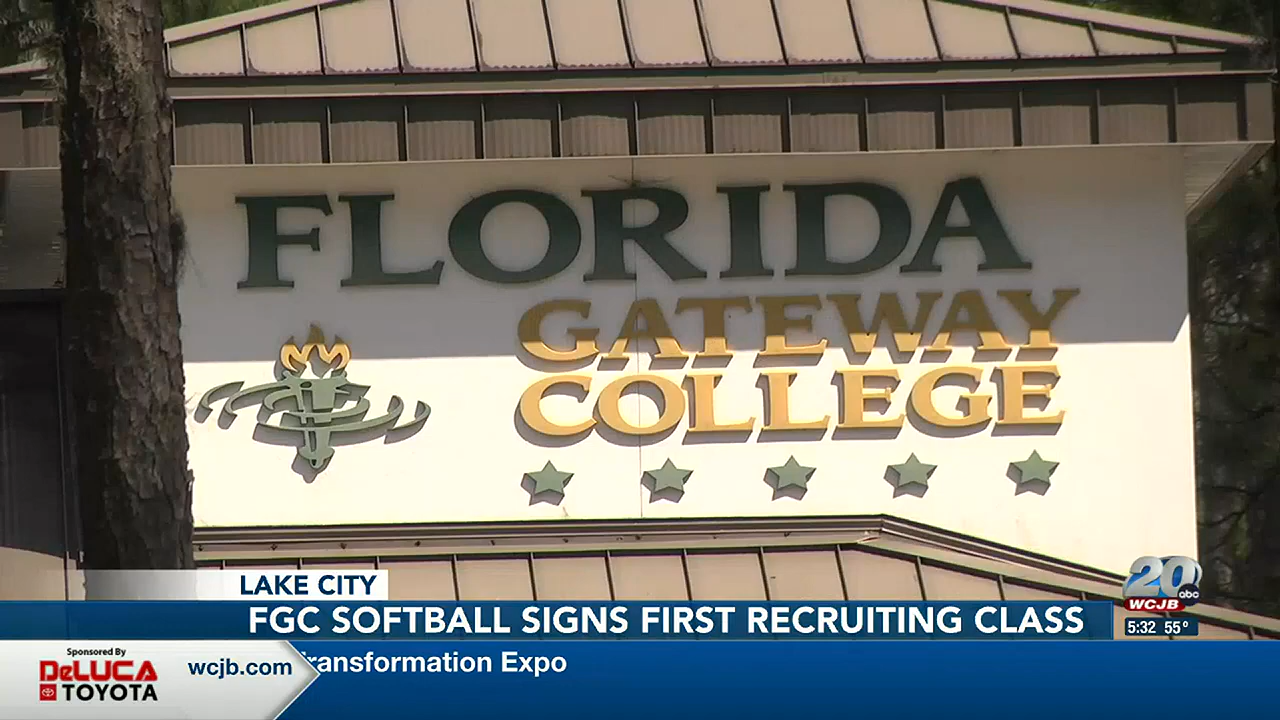 FLORIDA
GATEWAY
COLLEGE
LAKE CITY
FGC SOFTBALL SIGNS FIRST RECRUITING CLASS
20
abc
WCJB
5:32 55°
Sponsored By
DeLUCA
TOYOTA
wcjb.com
ransformation Expo